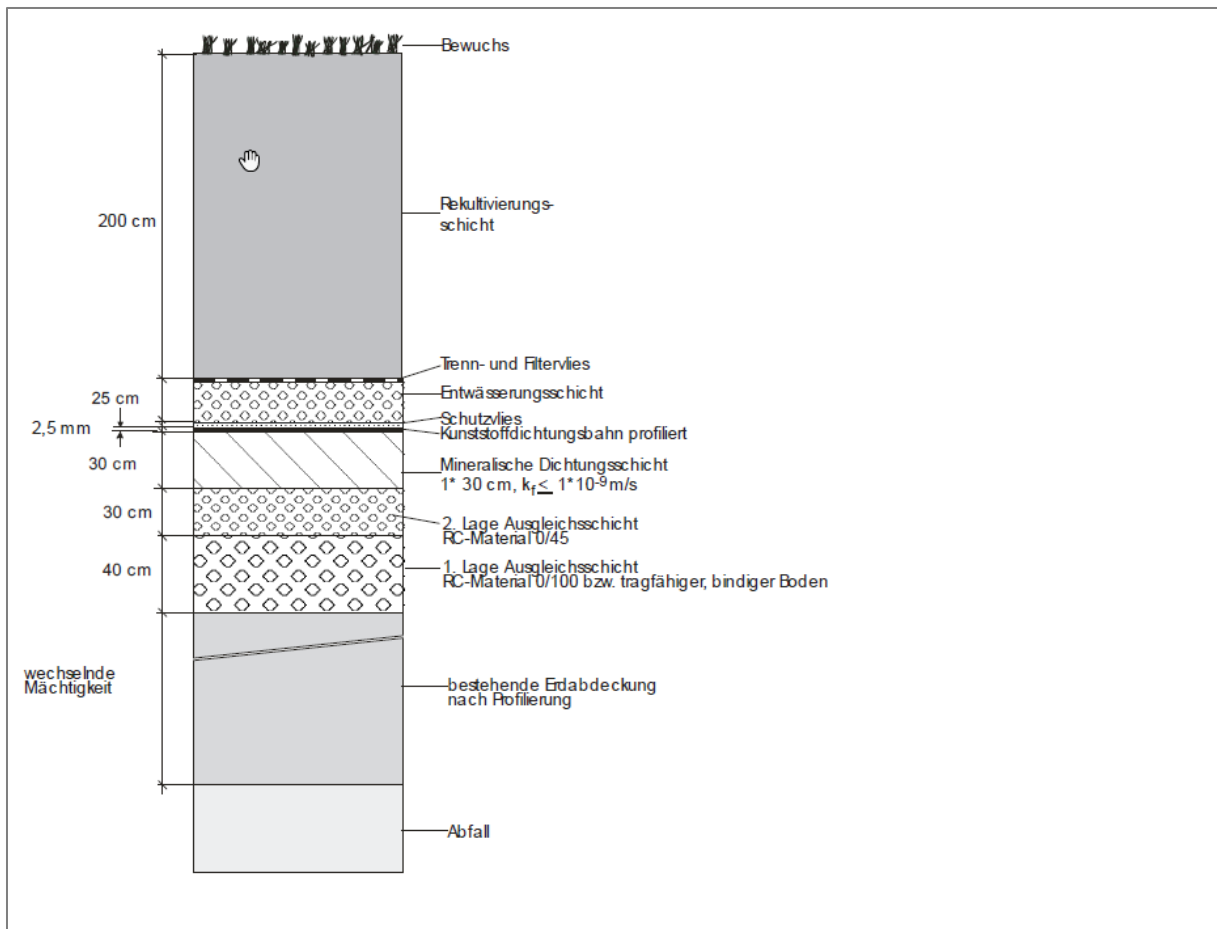 Bewuchs
200 cm
Rekultivierungs-
schicht
Trenn- und Filtervlies
25 cm
Entwässerungsschicht
Schutzvlies
2,5 mm
Kunststoffdichtungsbahn profiliert
30 cm
Mineralische Dichtungsschicht
1* 30 cm, kf ≤ 1*10-9 m/s
30 cm
2. Lage Ausgleichsschicht
RC-Material 0/45
40 cm
1. Lage Ausgleichsschicht
RC-Material 0/100 bzw. tragfähiger, bindiger Boden
wechselnde
Mächtigkeit
bestehende Erdabdeckung
nach Profilierung
Abfall